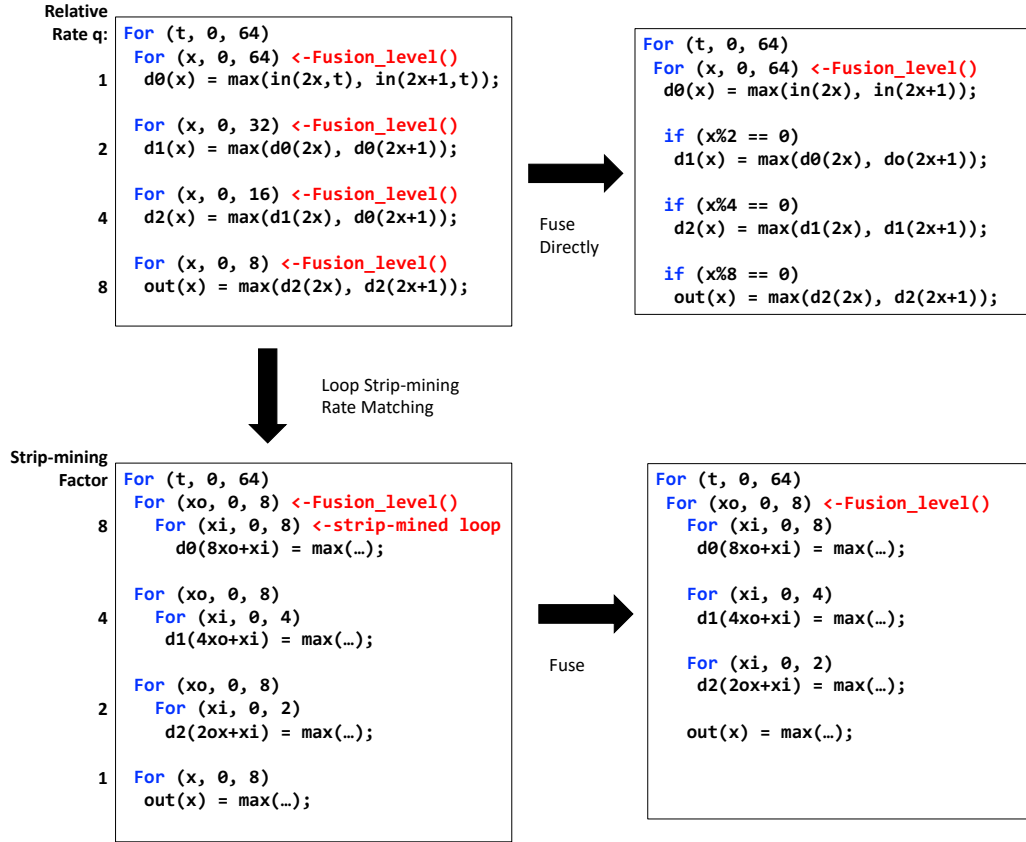 Relative
Rate q:
For (t, 0, 64)
For (x, 0, 64) <-Fusion_level()
1
d0(x) = max(in(2x,t), in(2x+1,t));
For (x, 0, 32) <-Fusion_level()
2
d1(x) = max(d0(2x), d0(2x+1));
For (x, 0, 16) <-Fusion_level()
4
d2(x) = max(d1(2x), d0(2x+1));
For (x, 0, 8) <-Fusion_level()
8
out(x) = max(d2(2x), d2(2x+1));
Fuse
Directly
For (t, 0, 64)
For (x, 0, 64) <-Fusion_level()
d0(x) = max(in(2x), in(2x+1));
if (x%2 == 0)
d1(x) = max(d0(2x), do(2x+1));
if (x%4 == 0)
d2(x) = max(d1(2x), d1(2x+1));
if (x%8 == 0)
out(x) = max(d2(2x), d2(2x+1));
Loop Strip-mining
Rate Matching
Strip-mining
Factor
For (t, 0, 64)
For (xo, 0, 8) <-Fusion_level()
8
For (xi, 0, 8) <-strip-mined loop
d0(8xo+xi) = max(…);
For (xo, 0, 8)
4
For (xi, 0, 4)
d1(4xo+xi) = max(…);
For (xo, 0, 8)
2
For (xi, 0, 2)
d2(2ox+xi) = max(…);
1
For (x, 0, 8)
out(x) = max(…);
Fuse
For (t, 0, 64)
For (xo, 0, 8) <-Fusion_level()
For (xi, 0, 8)
d0(8xo+xi) = max(…);
For (xi, 0, 4)
d1(4xo+xi) = max(…);
For (xi, 0, 2)
d2(2ox+xi) = max(…);
out(x) = max(…);